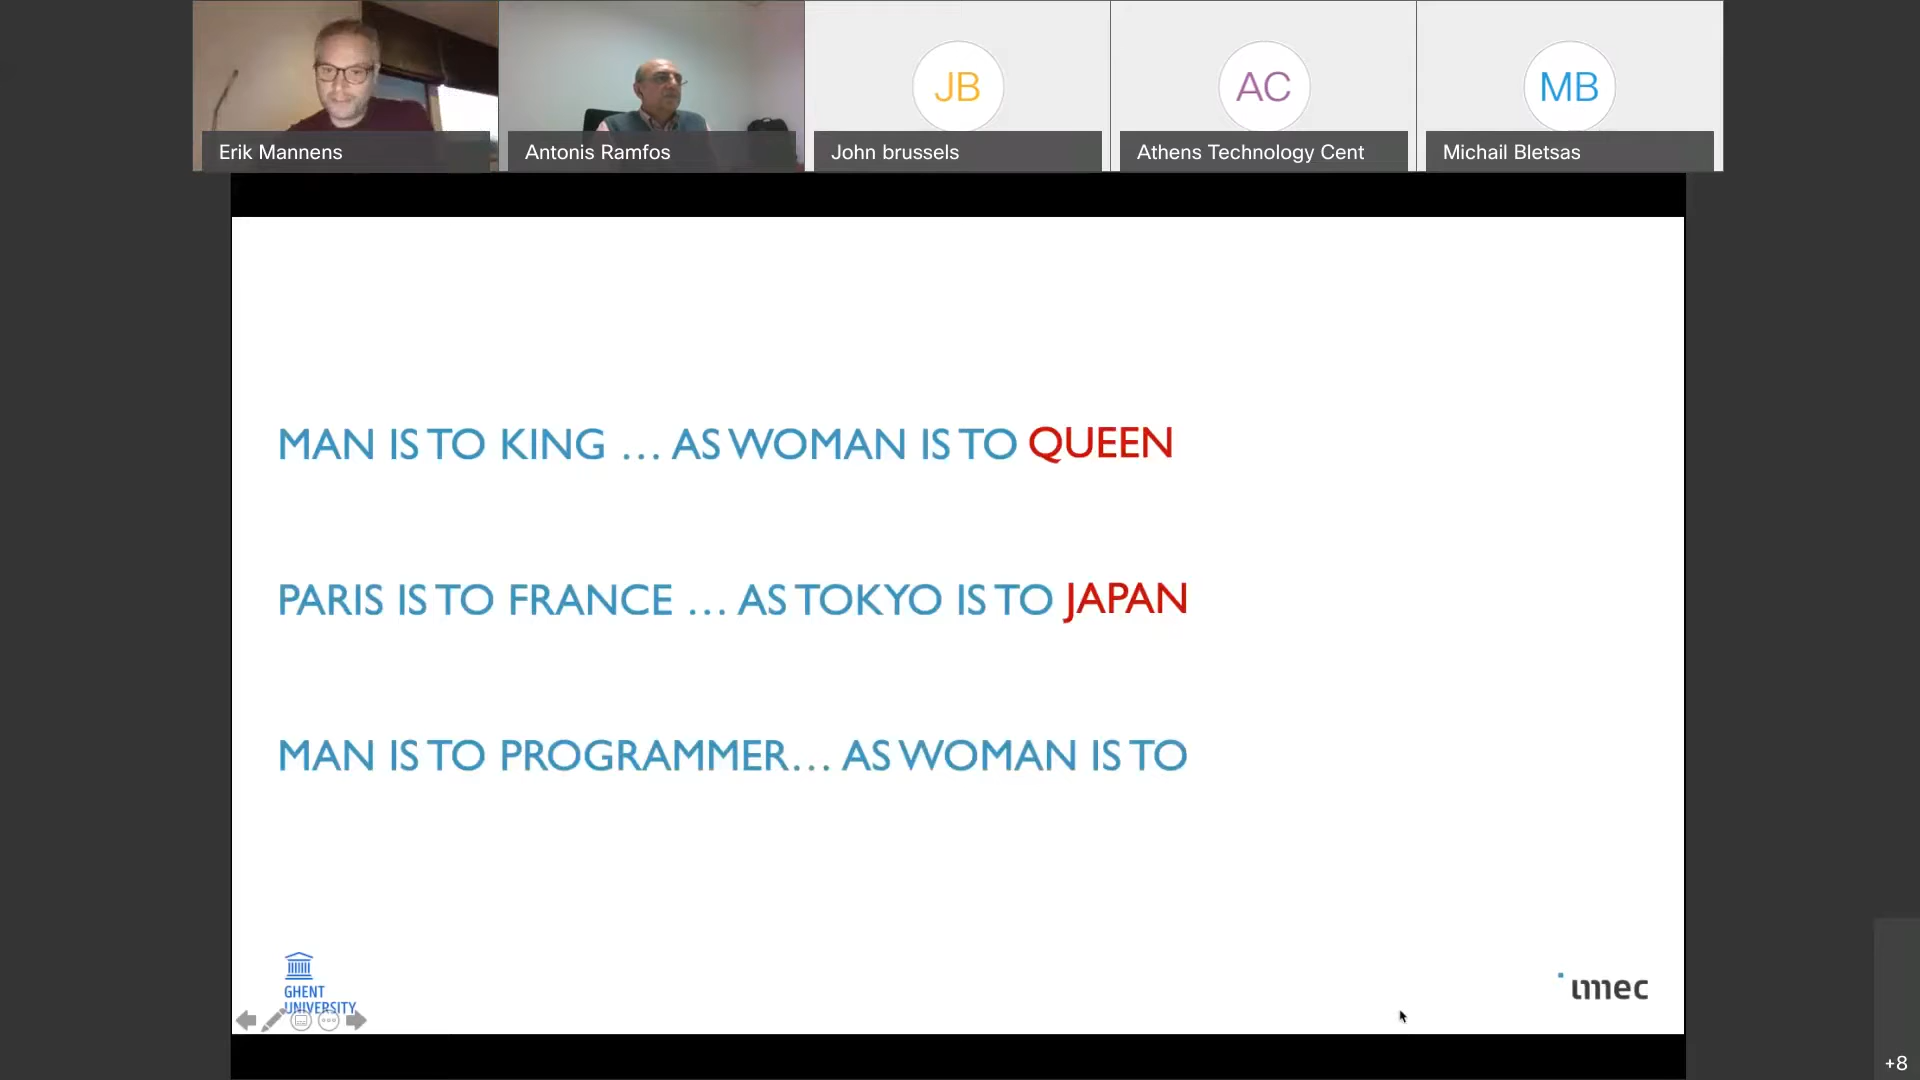 JB
AC
MB
Erik Mannens
Antonis Ramfos
John brussels
Athens Technology Cent
Michail Bletsas
MAN IS TO KING … AS WOMAN IS TO QUEEN
PARIS IS TO FRANCE … AS TOKYO IS TO JAPAN
MAN IS TO PROGRAMMER… AS WOMAN IS TO
GHENT
UNIVERSITY
imec
+8